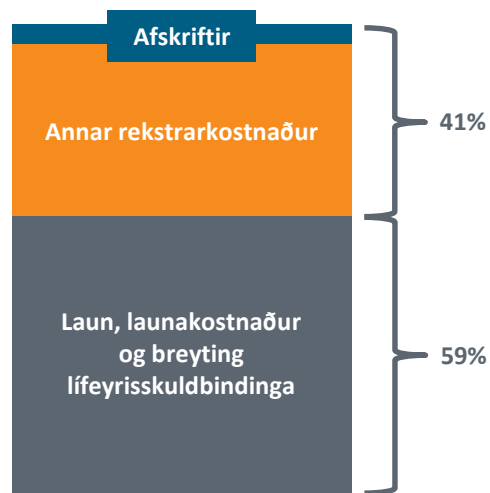 Afskriftir
Annar rekstrarkostnaður
41%
Laun, launakostnaður
og breyting
lífeyrisskuldbindinga
59%